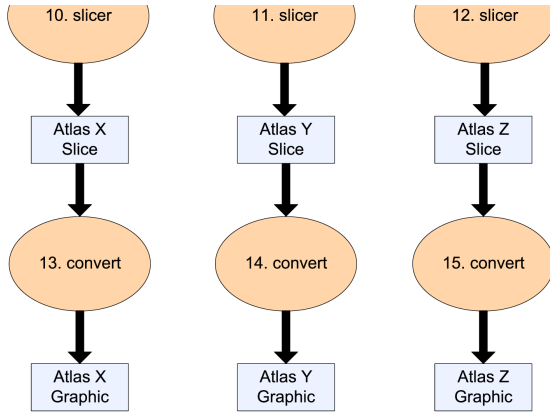 10. slicer
11. slicer
12. slicer
Atlas X
Slice
Atlas Y
Slice
Atlas Z
Slice
13. convert
14. convert
15. convert
Atlas X
Graphic
Atlas Y
Graphic
Atlas Z
Graphic